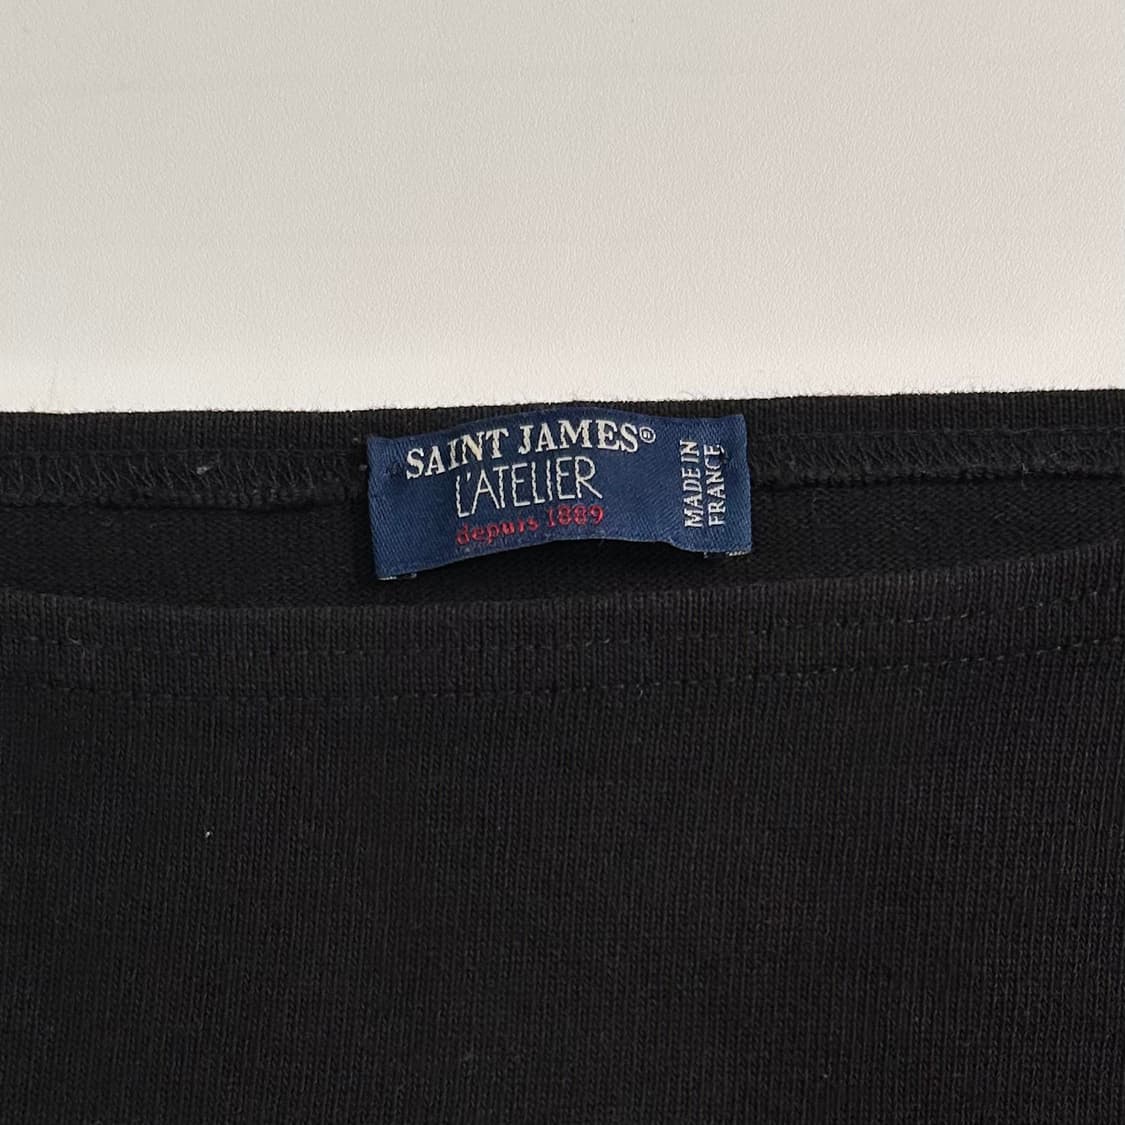 SAINT JAMES®
L'ATELIER
depuis 1889
MADE IN
FRANCE